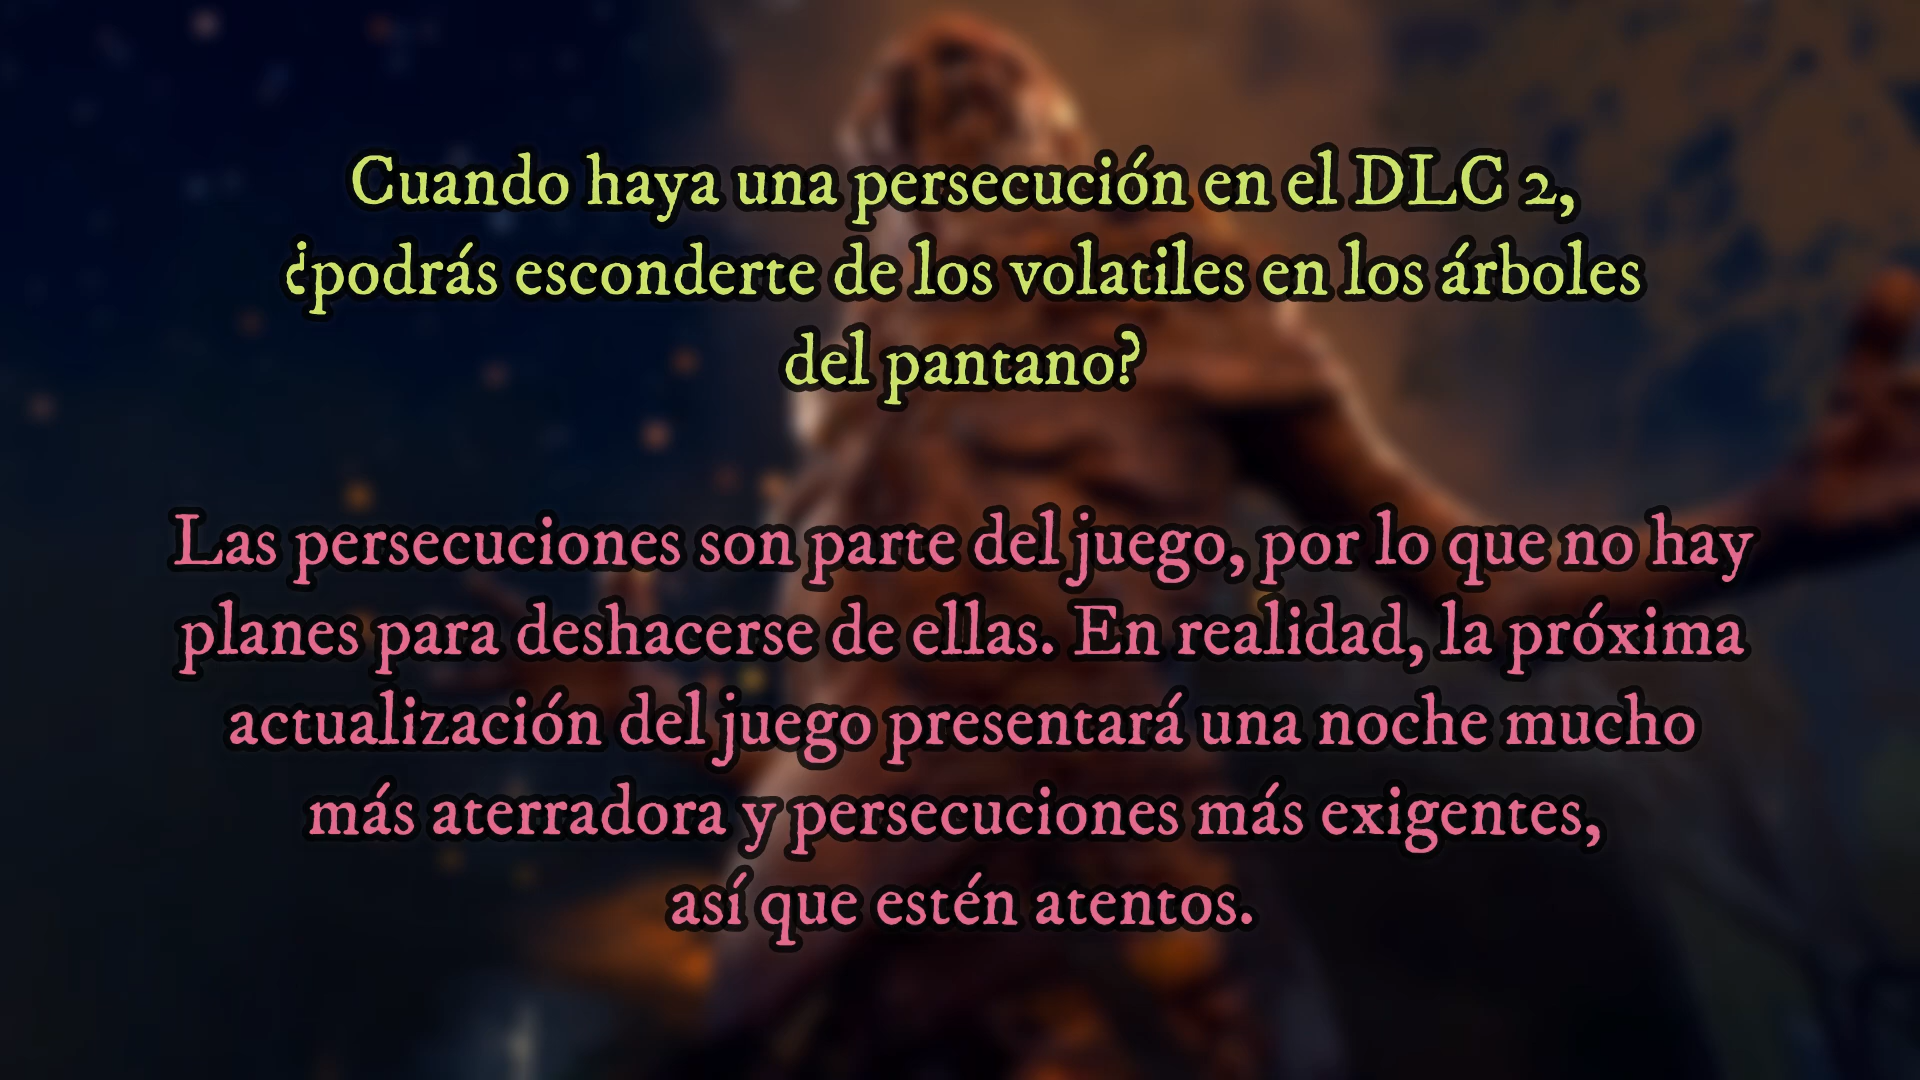 Cuando haya una persecución en el DLC 2,
¿podrás esconderte de los volatiles en los árboles
del pantano?
Las persecuciones son parte del juego, por lo que no hay
planes para deshacerse de ellas. En realidad, la próxima
actualización del juego presentará una noche mucho
más aterradora y persecuciones más exigentes,
así que estén atentos.